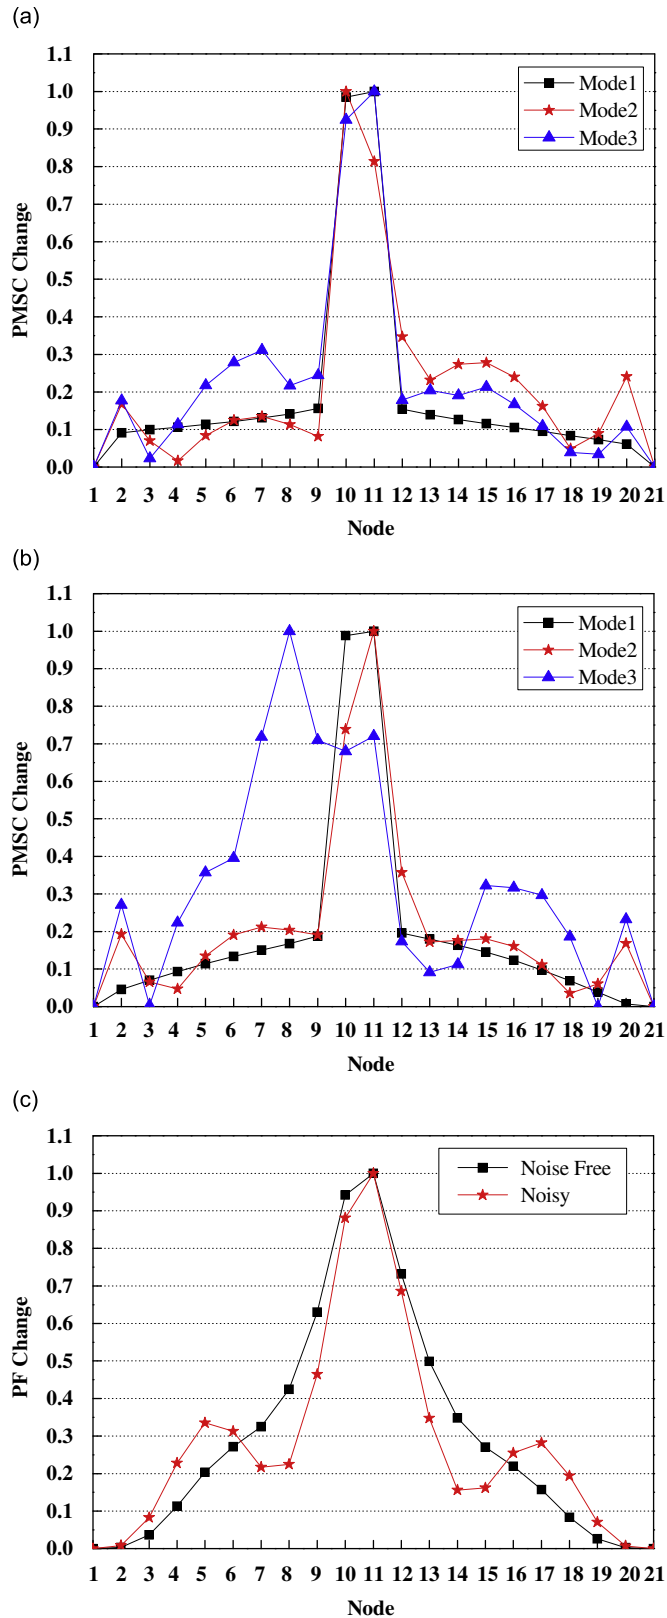 (a)
1.1
1.0
0.9
0.8
0.7
0.6
0.5
0.4
0.3
0.2
0.1
0.0
PMSC Change
Mode1
Mode2
Mode3
1 2 3 4 5 6 7 8 9 10 11 12 13 14 15 16 17 18 19 20 21
Node
(b)
1.1
1.0
0.9
0.8
0.7
0.6
0.5
0.4
0.3
0.2
0.1
0.0
PMSC Change
Mode1
Mode2
Mode3
1 2 3 4 5 6 7 8 9 10 11 12 13 14 15 16 17 18 19 20 21
Node
(c)
1.1
1.0
0.9
0.8
0.7
0.6
0.5
0.4
0.3
0.2
0.1
0.0
PF Change
Noise Free
Noisy
1 2 3 4 5 6 7 8 9 10 11 12 13 14 15 16 17 18 19 20 21
Node